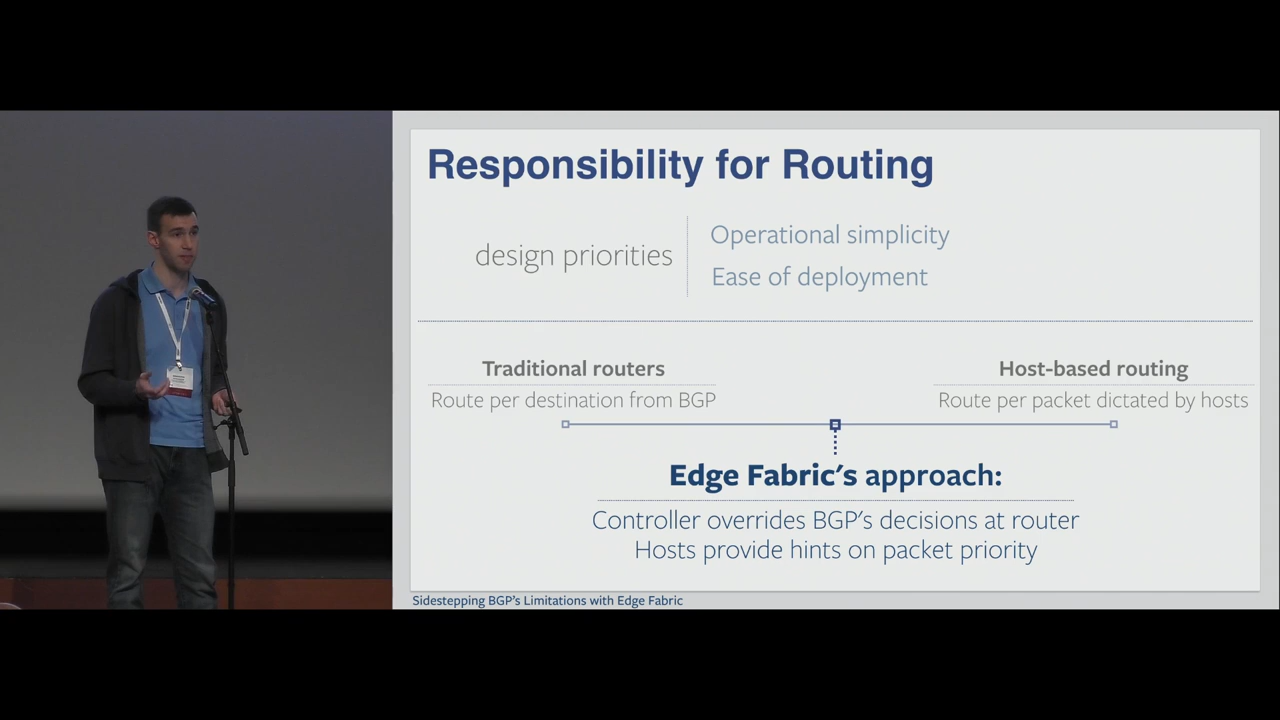 Responsibility for Routing
design priorities
Operational simplicity
Ease of deployment
Traditional routers
Route per destination from BGP
Host-based routing
Route per packet dictated by hosts
Edge Fabric's approach:
Controller overrides BGP's decisions at router
Hosts provide hints on packet priority
Sidestepping BGP's Limitations with Edge Fabric